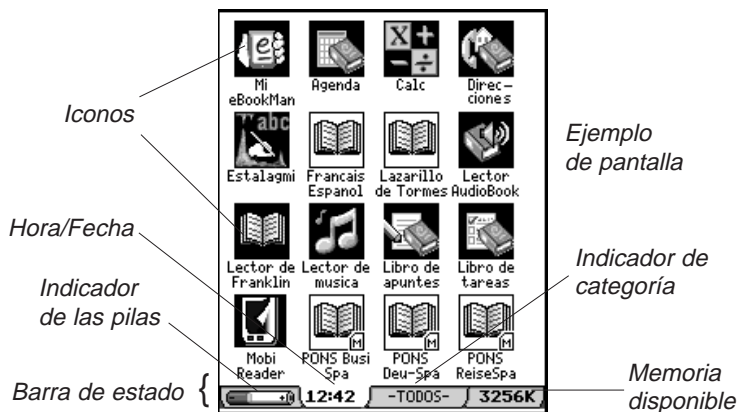 Iconos
Hora/Fecha
Indicador
de las pilas
Barra de estado {
Mi
eBookMan
Agenda
X + - ÷
Calc
Direc-
ciones
abc
Estalagmi
Francais
Espanol
Lazarillo
de Tormes
Lector
AudioBook
Lector de
Franklin
Lector de
musica
Libro de
apuntes
Libro de
tareas
Mobi
Reader
M
PONS Busi
Spa
M
PONS
Deu-Spa
M
PONS
ReiseSpa
12:42
-TODOS-
3256K
Ejemplo
de pantalla
Indicador de
categoría
Memoria
disponible